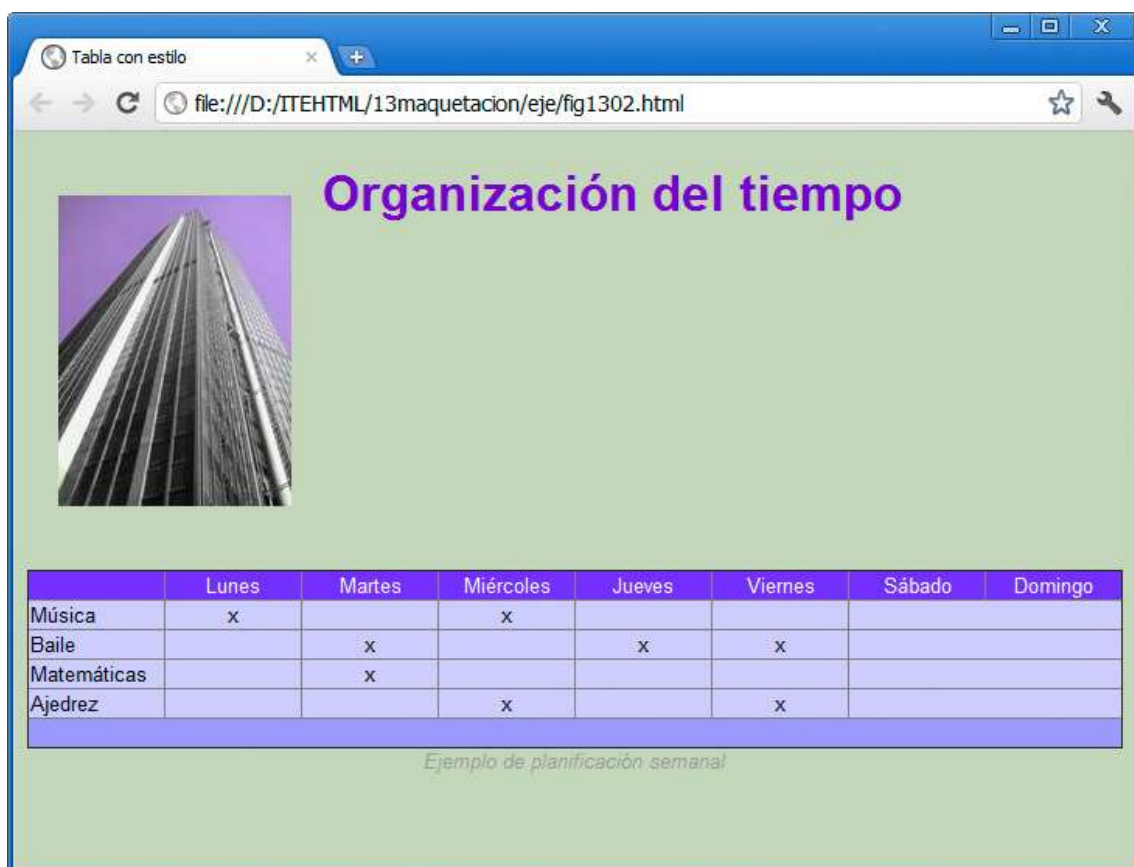 Tabla con estilo
file:///D:/ITEHTML/13maquetacion/eje/fig1302.html
Organización del tiempo
Lunes Martes Miércoles Jueves Viernes Sábado Domingo
Música x x
Baile x x x
Matemáticas x
Ajedrez x x
Ejemplo de planificación semanal